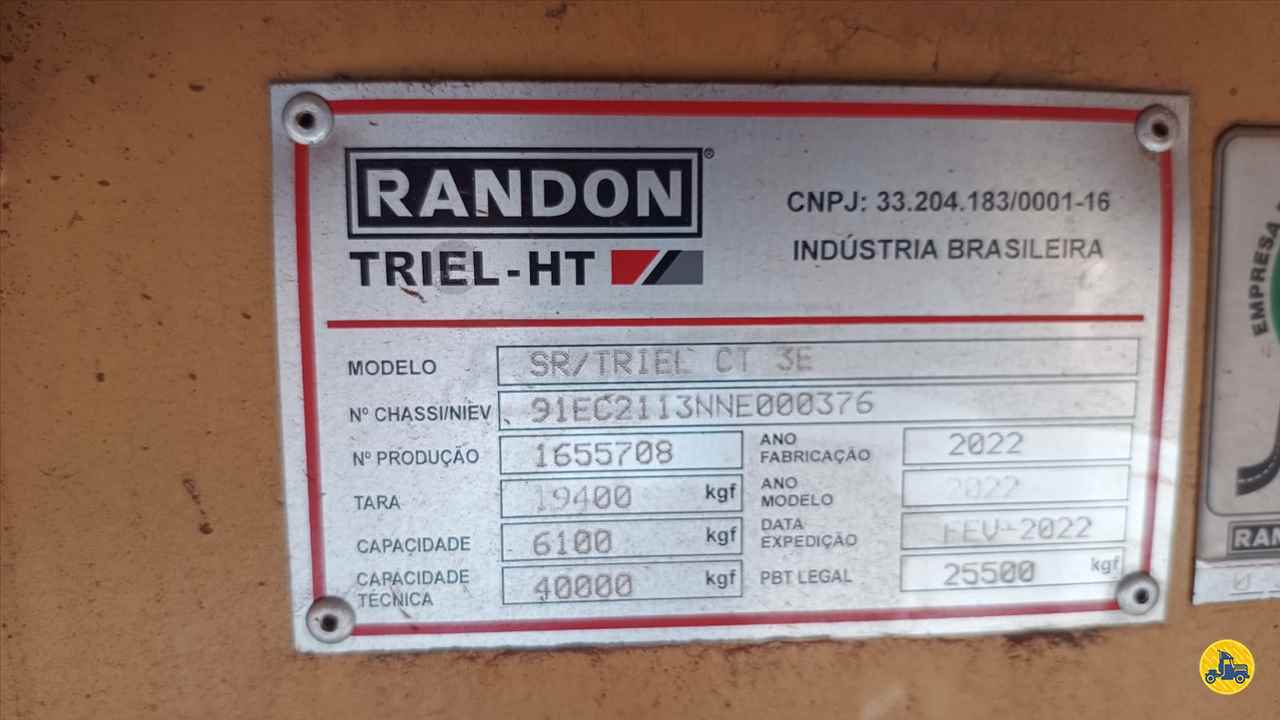 RANDON®
TRIEL-HT
CNPJ: 33.204.183/0001-16
INDÚSTRIA BRASILEIRA
MODELO SR/TRIEL CT 3E
Nº CHASSI/NIEV 91EC2113NNE000376
Nº PRODUÇÃO 1655708
ANO FABRICAÇÃO 2022
TARA 19400 kgf
ANO MODELO 2022
CAPACIDADE 6100 kgf
DATA EXPEDIÇÃO FEV-2022
CAPACIDADE TÉCNICA 40000 kgf
PBT LEGAL 25500 kgf
EMPRESA